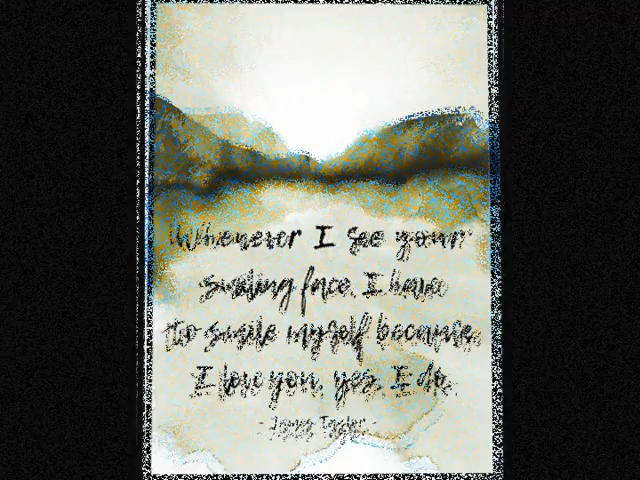 Whenever I see your
smiling face, I have
to smile myself because
I love you, yes, I do.
- James Taylor -